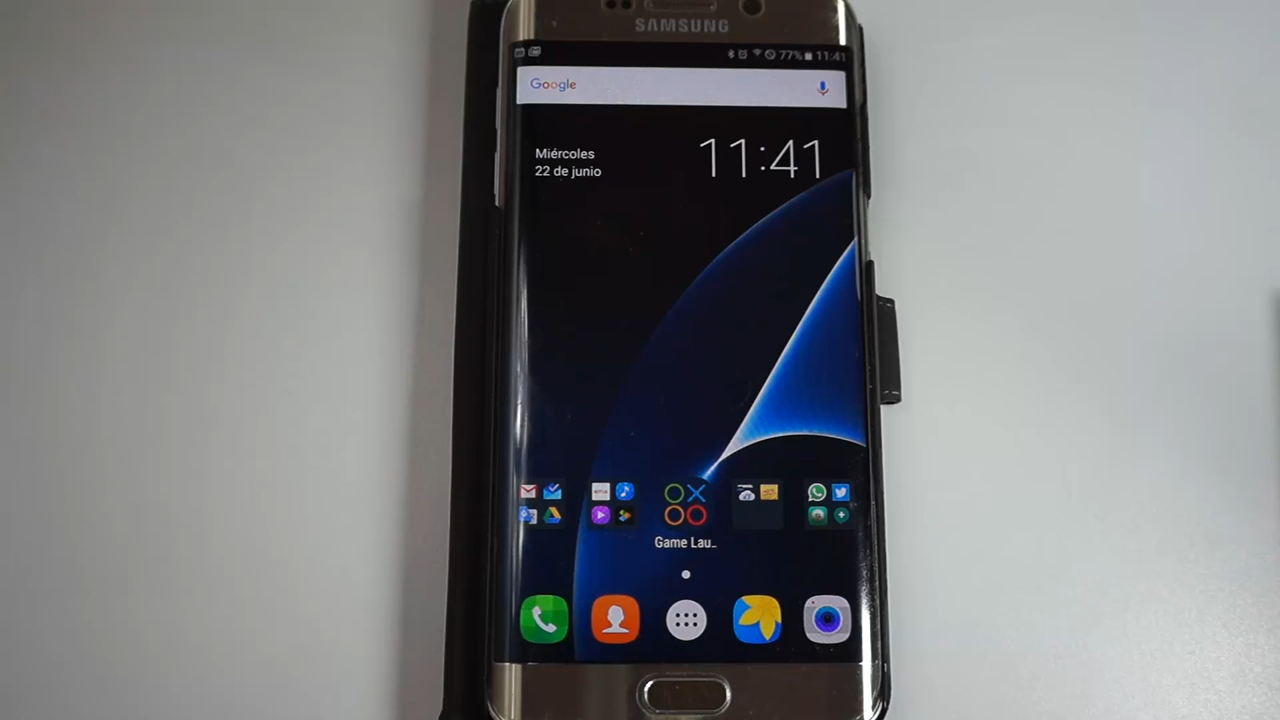 SAMSUNG
77% 11:41
Google
Miércoles
22 de junio
11:41
Game Lau..